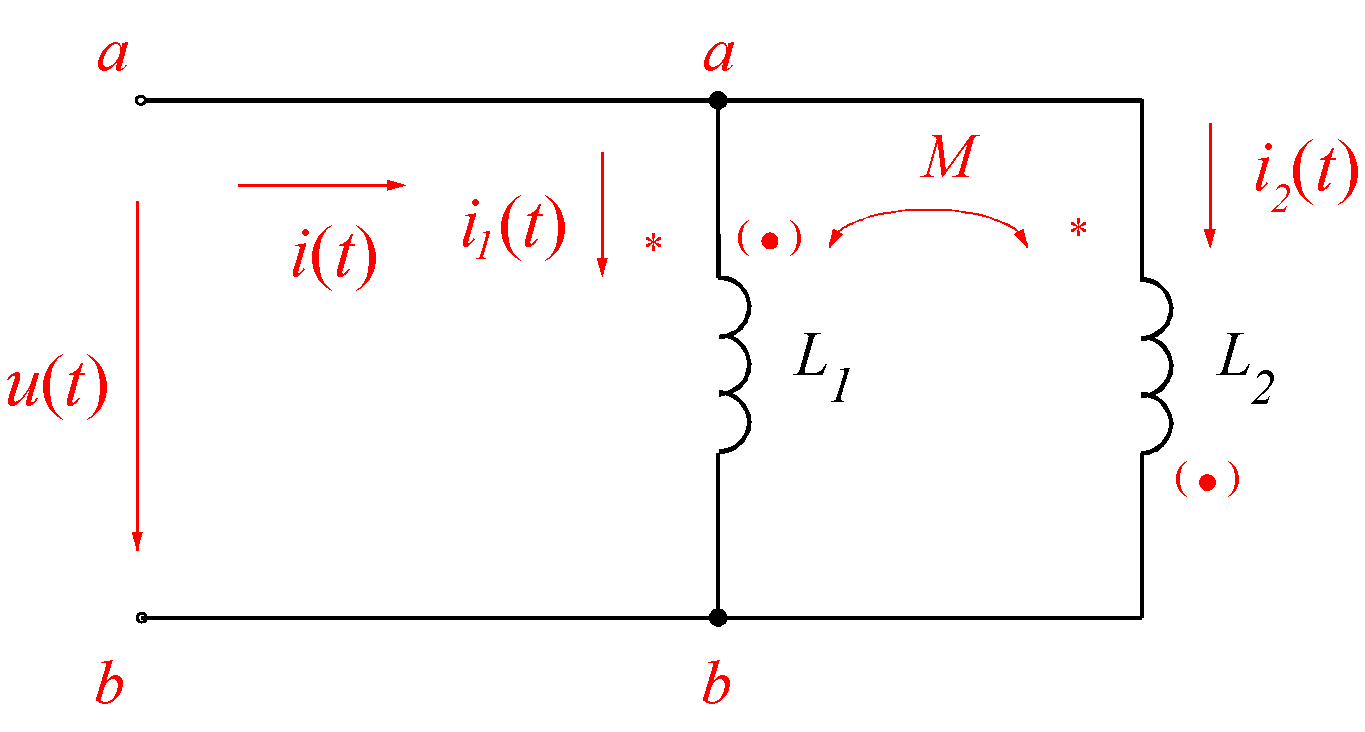 a a
M
i₂(t)
i₁(t) * (•) *
i(t)
u(t)
L₁ L₂
(•)
b b